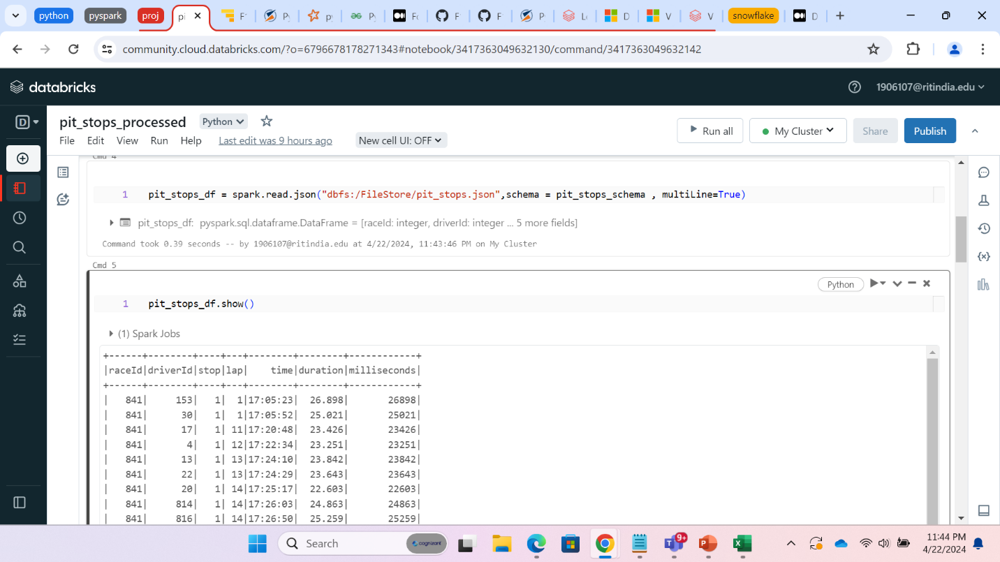 python
pyspark
proj
snowflake
community.cloud.databricks.com/?o=6796678178271343#notebook/3417363049632130/command/3417363049632142
databricks
1906107@ritindia.edu
D
pit_stops_processed Python
Run all My Cluster Share Publish
File Edit View Run Help Last edit was 9 hours ago New cell UI: OFF
Cmd 4
1 pit_stops_df = spark.read.json("dbfs:/FileStore/pit_stops.json",schema = pit_stops_schema , multiLine=True)
pit_stops_df: pyspark.sql.dataframe.DataFrame = [raceId: integer, driverId: integer ... 5 more fields]
Command took 0.39 seconds -- by 1906107@ritindia.edu at 4/22/2024, 11:43:46 PM on My Cluster
Cmd 5
Python
1 pit_stops_df.show()
(1) Spark Jobs
+------+--------+----+---+--------+--------+------------+
|raceId|driverId|stop|lap|    time|duration|milliseconds|
+------+--------+----+---+--------+--------+------------+
|   841|     153|   1|  1|17:05:23|  26.898|       26898|
|   841|      30|   1|  1|17:05:52|  25.021|       25021|
|   841|      17|   1| 11|17:20:48|  23.426|       23426|
|   841|       4|   1| 12|17:22:34|  23.251|       23251|
|   841|      13|   1| 13|17:24:10|  23.842|       23842|
|   841|      22|   1| 13|17:24:29|  23.643|       23643|
|   841|      20|   1| 14|17:25:17|  22.603|       22603|
|   841|     814|   1| 14|17:26:03|  24.863|       24863|
|   841|     816|   1| 14|17:26:50|  25.259|       25259|
Search
cognizant
9+
11:44 PM
4/22/2024